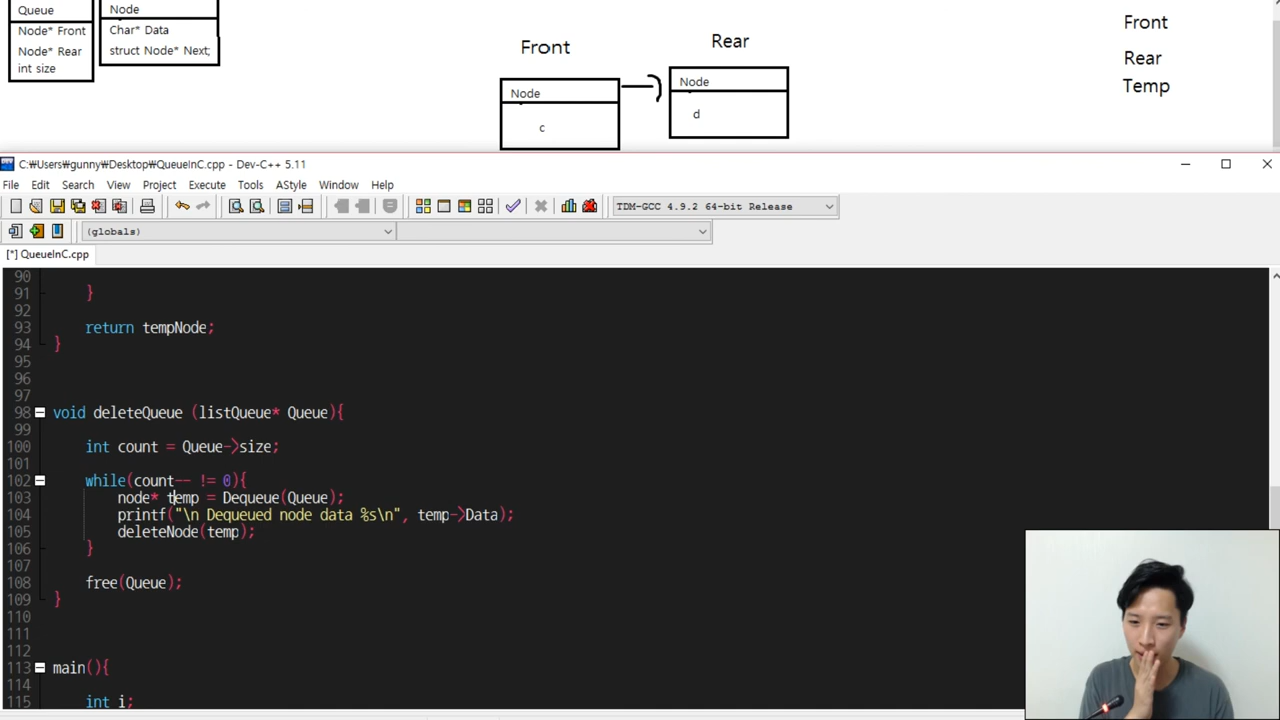 Queue
Node* Front
Node* Rear
int size
Node
Char* Data
struct Node* Next;
Front
Rear
Node
c
Node
d
Front
Rear
Temp
C:₩Users₩gunny₩Desktop₩QueueInC.cpp - Dev-C++ 5.11
File Edit Search View Project Execute Tools AStyle Window Help
TDM-GCC 4.9.2 64-bit Release
(globals)
[*] QueueInC.cpp
90
91 }
92
93 return tempNode;
94 }
95
96
97
98 void deleteQueue (listQueue* Queue){
99
100 int count = Queue->size;
101
102 while(count-- != 0){
103 node* temp = Dequeue(Queue);
104 printf("\n Dequeued node data %s\n", temp->Data);
105 deleteNode(temp);
106 }
107
108 free(Queue);
109 }
110
111
112
113 main(){
114
115 int i;